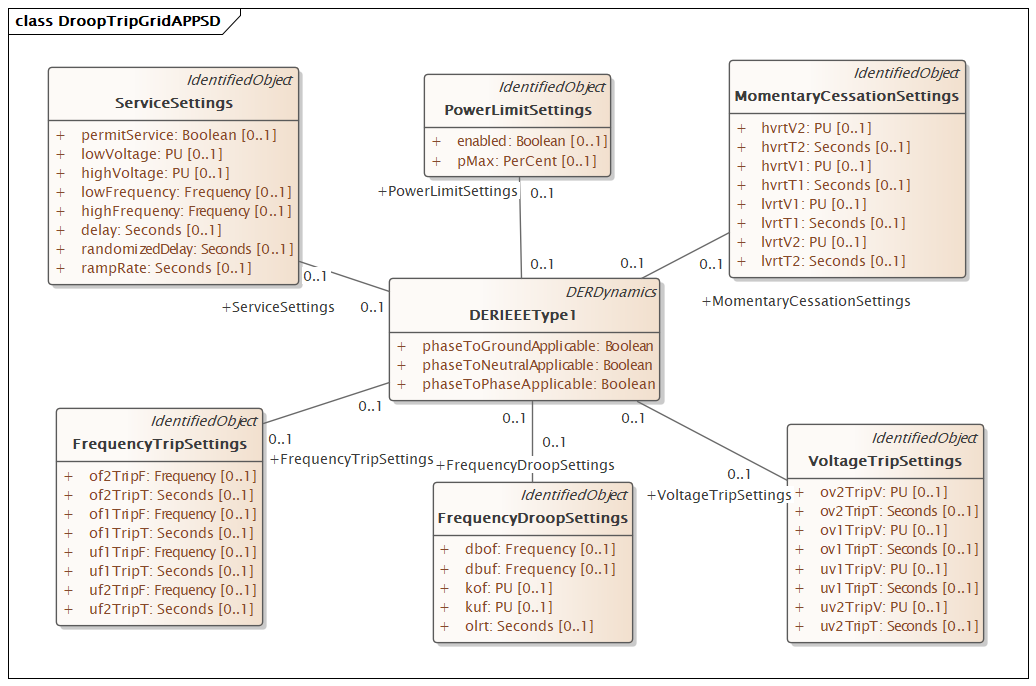 class DroopTripGridAPPSD
IdentifiedObject
ServiceSettings
+ permitService: Boolean [0..1]
+ lowVoltage: PU [0..1]
+ highVoltage: PU [0..1]
+ lowFrequency: Frequency [0..1]
+ highFrequency: Frequency [0..1]
+ delay: Seconds [0..1]
+ randomizedDelay: Seconds [0..1]
+ rampRate: Seconds [0..1]
IdentifiedObject
PowerLimitSettings
+ enabled: Boolean [0..1]
+ pMax: PerCent [0..1]
IdentifiedObject
MomentaryCessationSettings
+ hvrtV2: PU [0..1]
+ hvrtT2: Seconds [0..1]
+ hvrtV1: PU [0..1]
+ hvrtT1: Seconds [0..1]
+ lvrtV1: PU [0..1]
+ lvrtT1: Seconds [0..1]
+ lvrtV2: PU [0..1]
+ lvrtT2: Seconds [0..1]
+PowerLimitSettings 0..1
0..1
0..1
0..1
+MomentaryCessationSettings
0..1
+ServiceSettings
0..1
DERDynamics
DERIEEEType1
+ phaseToGroundApplicable: Boolean
+ phaseToNeutralApplicable: Boolean
+ phaseToPhaseApplicable: Boolean
0..1
0..1
+FrequencyTripSettings
0..1
0..1
+FrequencyDroopSettings
0..1
0..1
+VoltageTripSettings
IdentifiedObject
FrequencyTripSettings
+ of2TripF: Frequency [0..1]
+ of2TripT: Seconds [0..1]
+ of1TripF: Frequency [0..1]
+ of1TripT: Seconds [0..1]
+ uf1TripF: Frequency [0..1]
+ uf1TripT: Seconds [0..1]
+ uf2TripF: Frequency [0..1]
+ uf2TripT: Seconds [0..1]
IdentifiedObject
FrequencyDroopSettings
+ dbof: Frequency [0..1]
+ dbuf: Frequency [0..1]
+ kof: PU [0..1]
+ kuf: PU [0..1]
+ olrt: Seconds [0..1]
IdentifiedObject
VoltageTripSettings
+ ov2TripV: PU [0..1]
+ ov2TripT: Seconds [0..1]
+ ov1TripV: PU [0..1]
+ ov1TripT: Seconds [0..1]
+ uv1TripV: PU [0..1]
+ uv1TripT: Seconds [0..1]
+ uv2TripV: PU [0..1]
+ uv2TripT: Seconds [0..1]